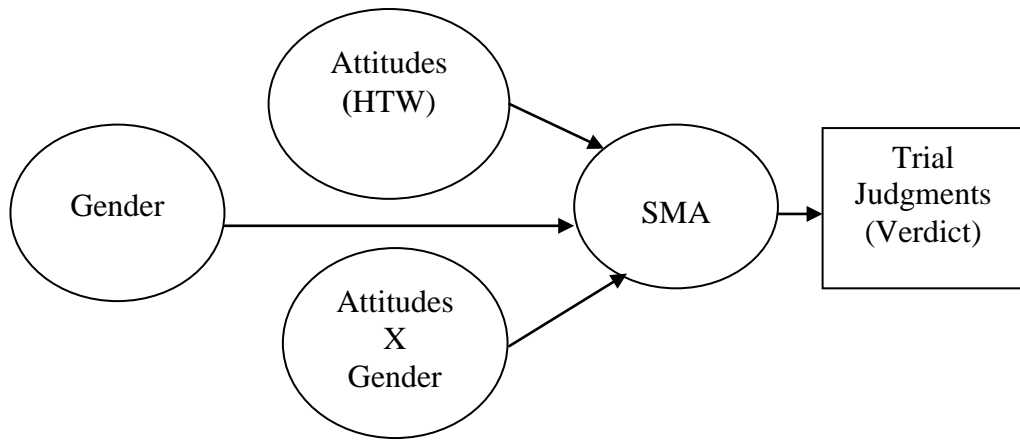 Gender
Attitudes
(HTW)
Attitudes
X
Gender
SMA
Trial
Judgments
(Verdict)